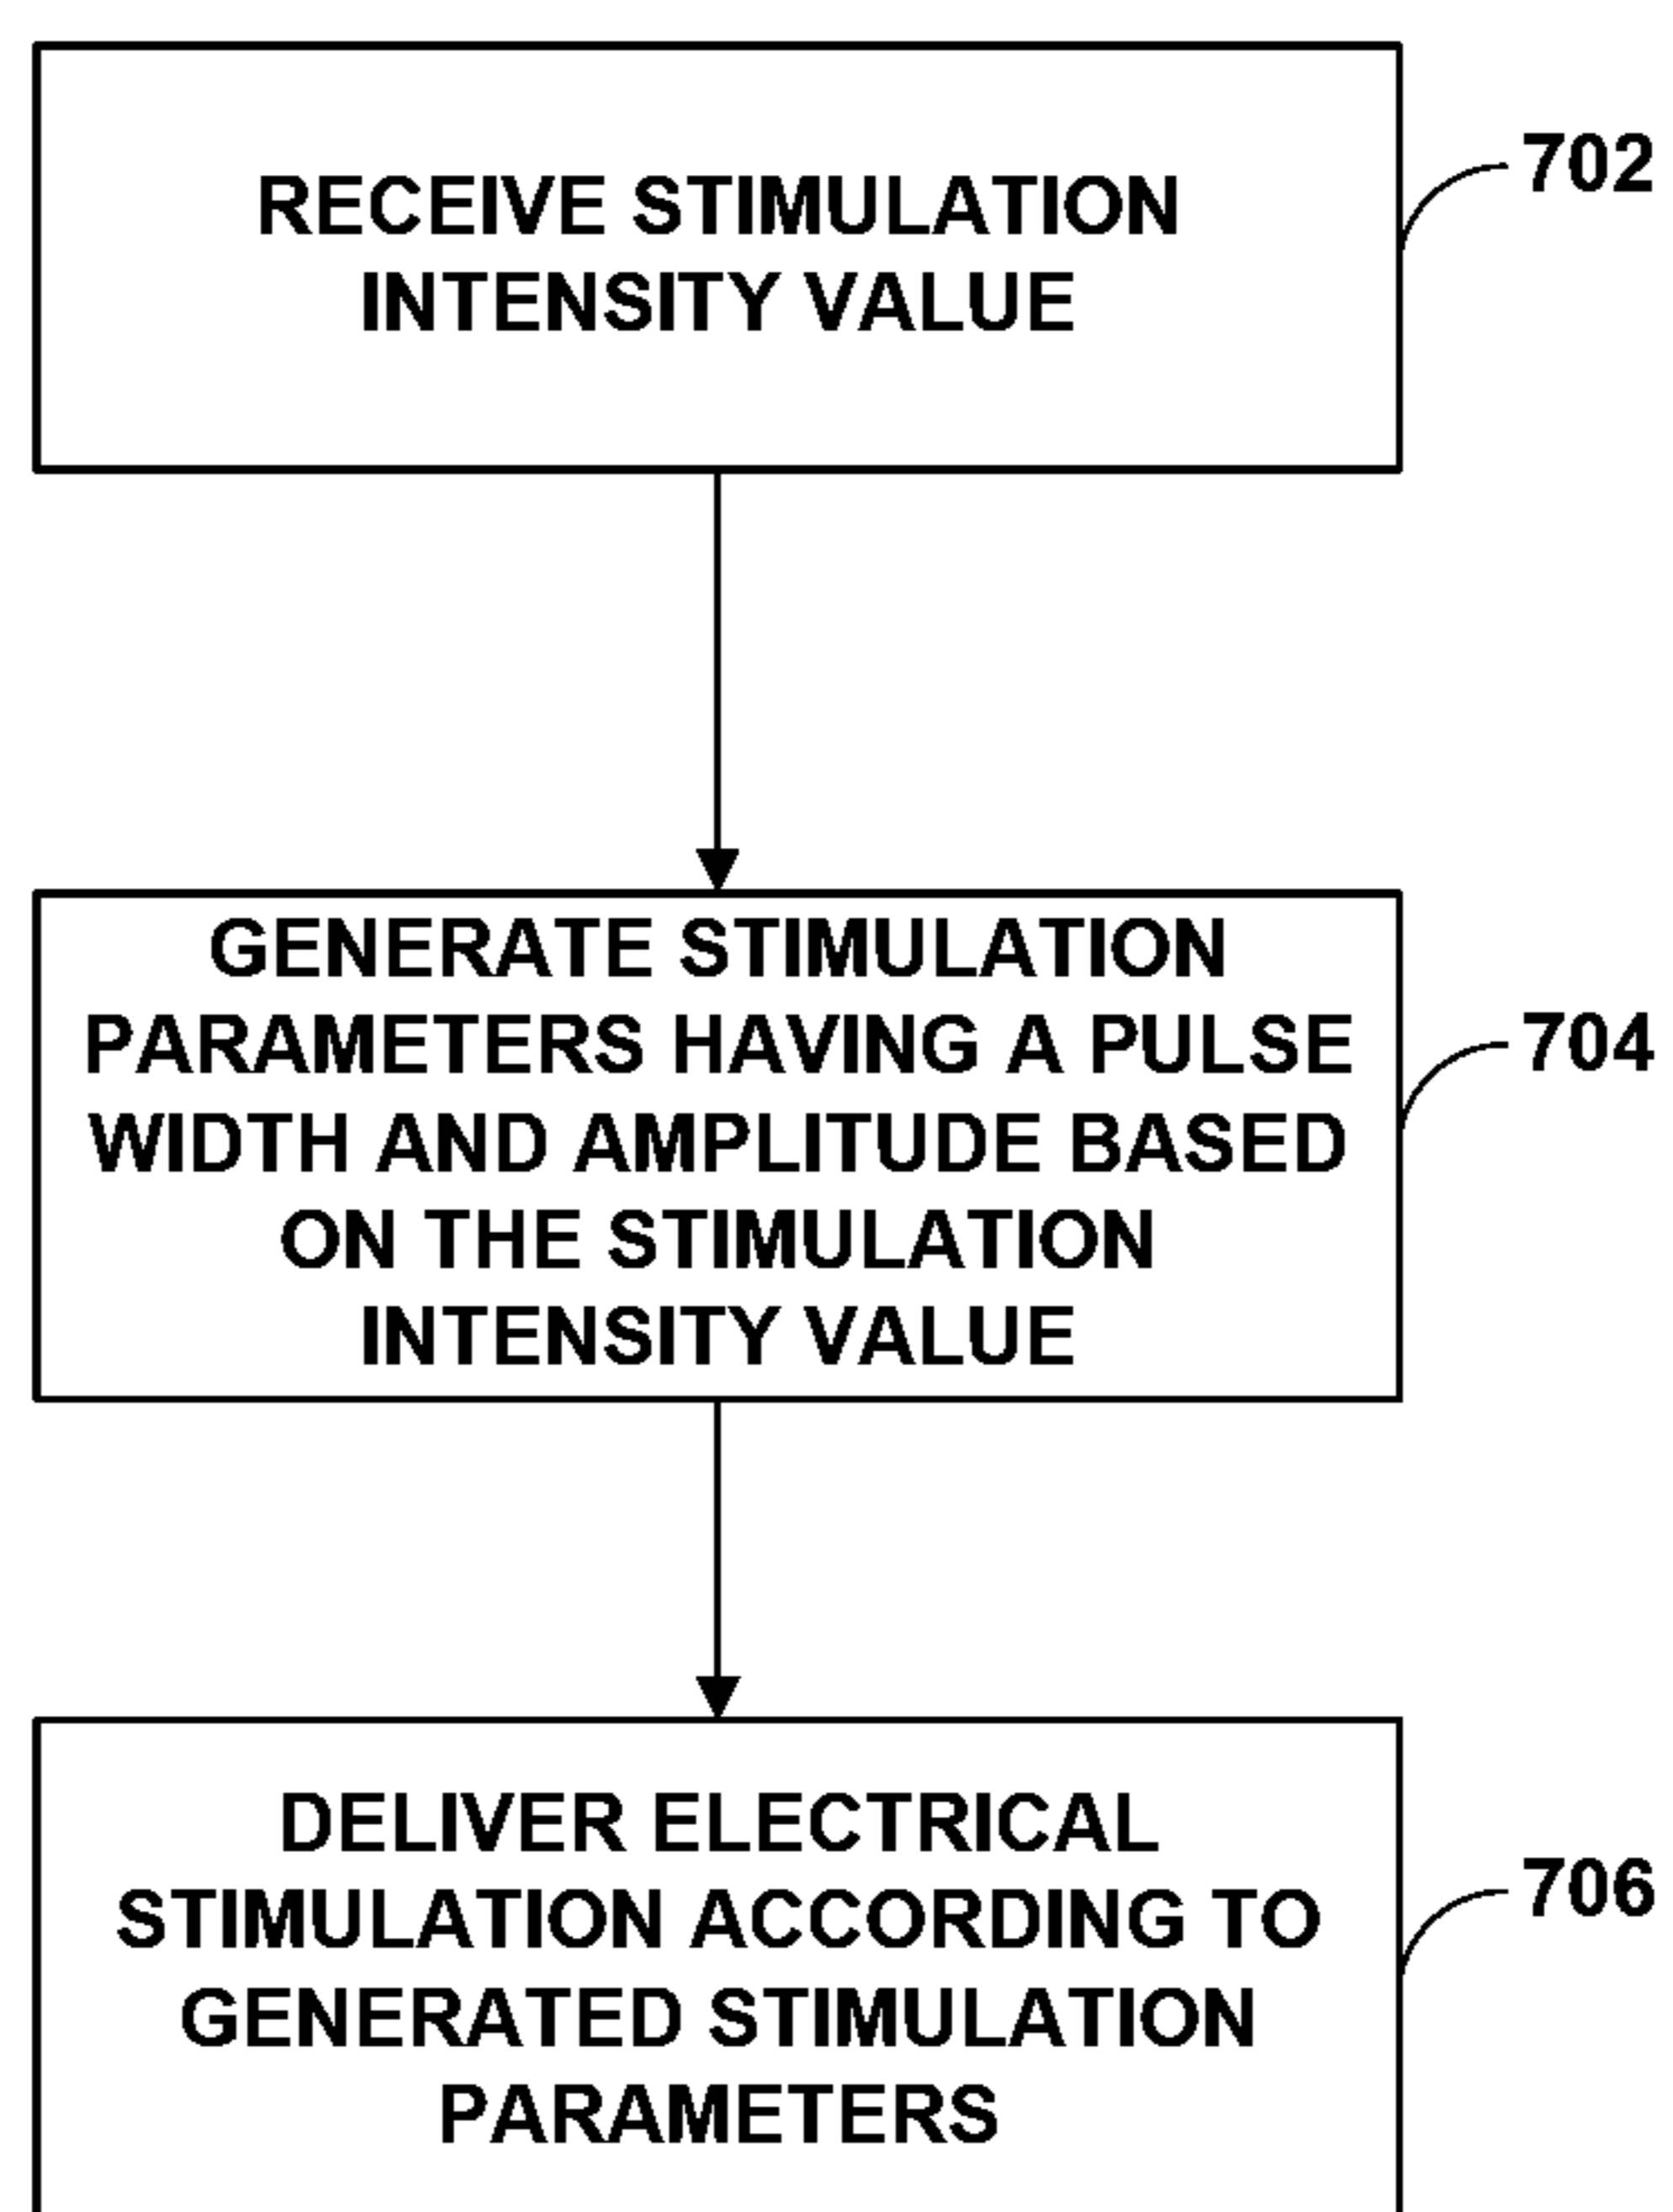 RECEIVE STIMULATION
INTENSITY VALUE
702
GENERATE STIMULATION
PARAMETERS HAVING A PULSE
WIDTH AND AMPLITUDE BASED
ON THE STIMULATION
INTENSITY VALUE
704
DELIVER ELECTRICAL
STIMULATION ACCORDING TO
GENERATED STIMULATION
PARAMETERS
706